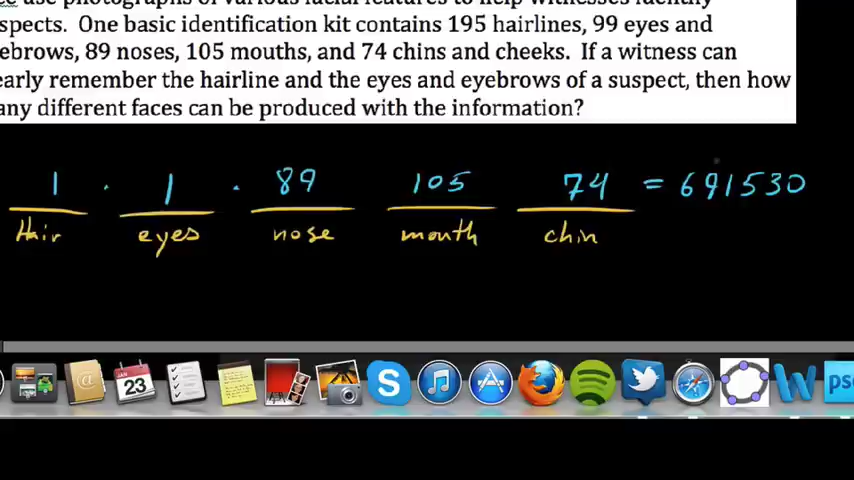 ce use photographs of various facial features to help witnesses identify
spects. One basic identification kit contains 195 hairlines, 99 eyes and
ebrows, 89 noses, 105 mouths, and 74 chins and cheeks. If a witness can
early remember the hairline and the eyes and eyebrows of a suspect, then how
any different faces can be produced with the information?
1 · 1 · 89 105 74 = 691530
Hair eyes nose mouth chin
JAN
23
W
ps